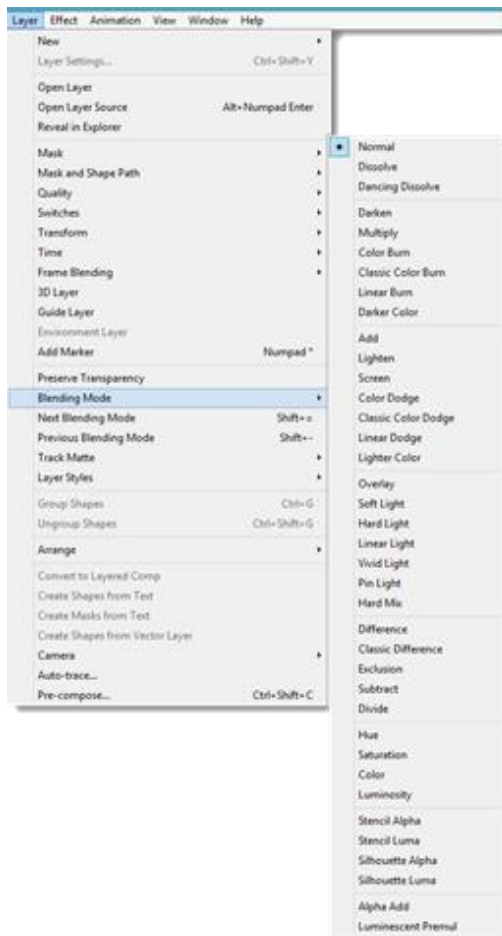 Layer Effect Animation View Window Help
New
Layer Settings... Ctrl+Shift+Y
Open Layer
Open Layer Source Alt+Numpad Enter
Reveal in Explorer
Mask
Mask and Shape Path
Quality
Switches
Transform
Time
Frame Blending
3D Layer
Guide Layer
Environment Layer
Add Marker Numpad *
Preserve Transparency
Blending Mode
Next Blending Mode Shift+=
Previous Blending Mode Shift+-
Track Matte
Layer Styles
Group Shapes Ctrl+G
Ungroup Shapes Ctrl+Shift+G
Arrange
Convert to Layered Comp
Create Shapes from Text
Create Masks from Text
Create Shapes from Vector Layer
Camera
Auto-trace...
Pre-compose... Ctrl+Shift+C
Normal
Dissolve
Dancing Dissolve
Darken
Multiply
Color Burn
Classic Color Burn
Linear Burn
Darker Color
Add
Lighten
Screen
Color Dodge
Classic Color Dodge
Linear Dodge
Lighter Color
Overlay
Soft Light
Hard Light
Linear Light
Vivid Light
Pin Light
Hard Mix
Difference
Classic Difference
Exclusion
Subtract
Divide
Hue
Saturation
Color
Luminosity
Stencil Alpha
Stencil Luma
Silhouette Alpha
Silhouette Luma
Alpha Add
Luminescent Premul